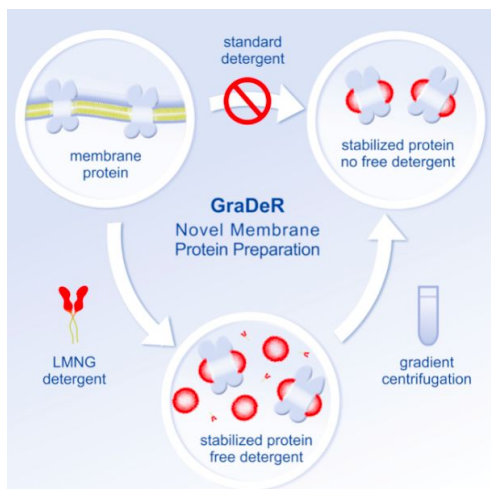 standard
detergent
membrane
protein
stabilized protein
no free detergent
GraDeR
Novel Membrane
Protein Preparation
LMNG
detergent
gradient
centrifugation
stabilized protein
free detergent